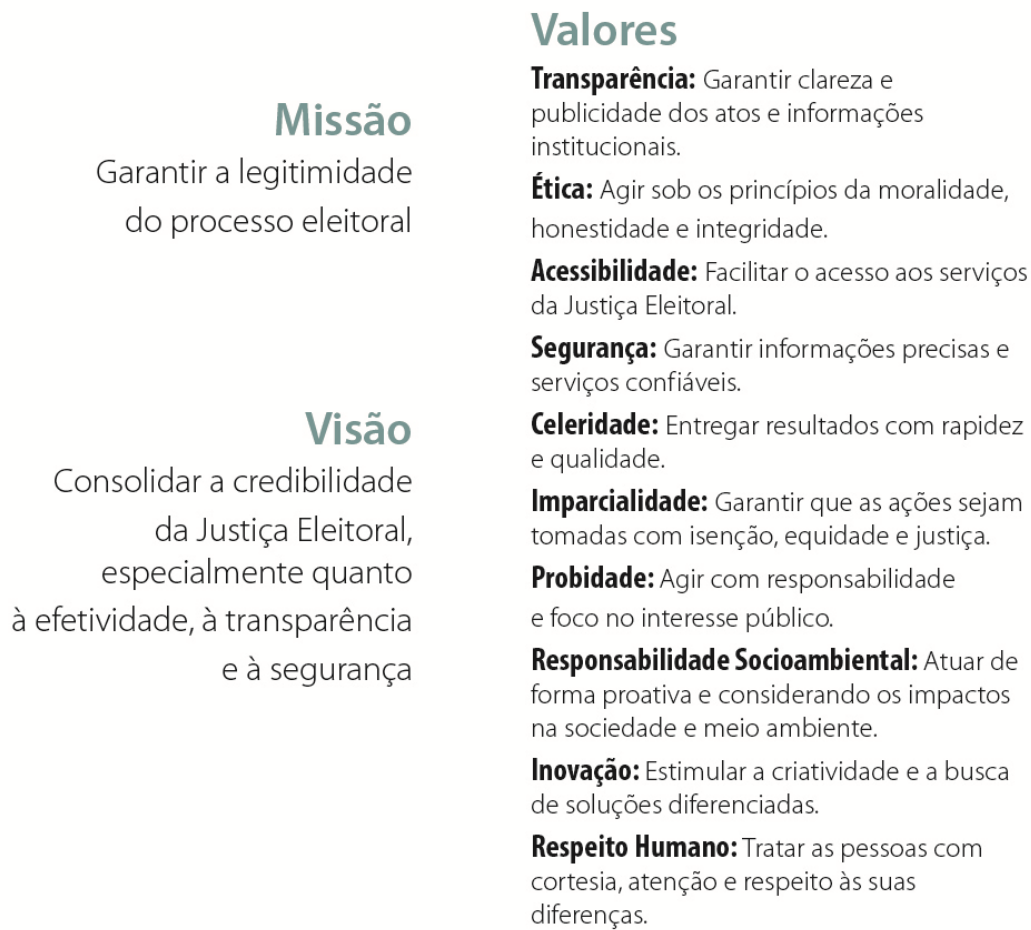 Missão
Garantir a legitimidade
do processo eleitoral
Visão
Consolidar a credibilidade
da Justiça Eleitoral,
especialmente quanto
à efetividade, à transparência
e à segurança
Valores
Transparência: Garantir clareza e
publicidade dos atos e informações
institucionais.
Ética: Agir sob os princípios da moralidade,
honestidade e integridade.
Acessibilidade: Facilitar o acesso aos serviços
da Justiça Eleitoral.
Segurança: Garantir informações precisas e
serviços confiáveis.
Celeridade: Entregar resultados com rapidez
e qualidade.
Imparcialidade: Garantir que as ações sejam
tomadas com isenção, equidade e justiça.
Probidade: Agir com responsabilidade
e foco no interesse público.
Responsabilidade Socioambiental: Atuar de
forma proativa e considerando os impactos
na sociedade e meio ambiente.
Inovação: Estimular a criatividade e a busca
de soluções diferenciadas.
Respeito Humano: Tratar as pessoas com
cortesia, atenção e respeito às suas
diferenças.